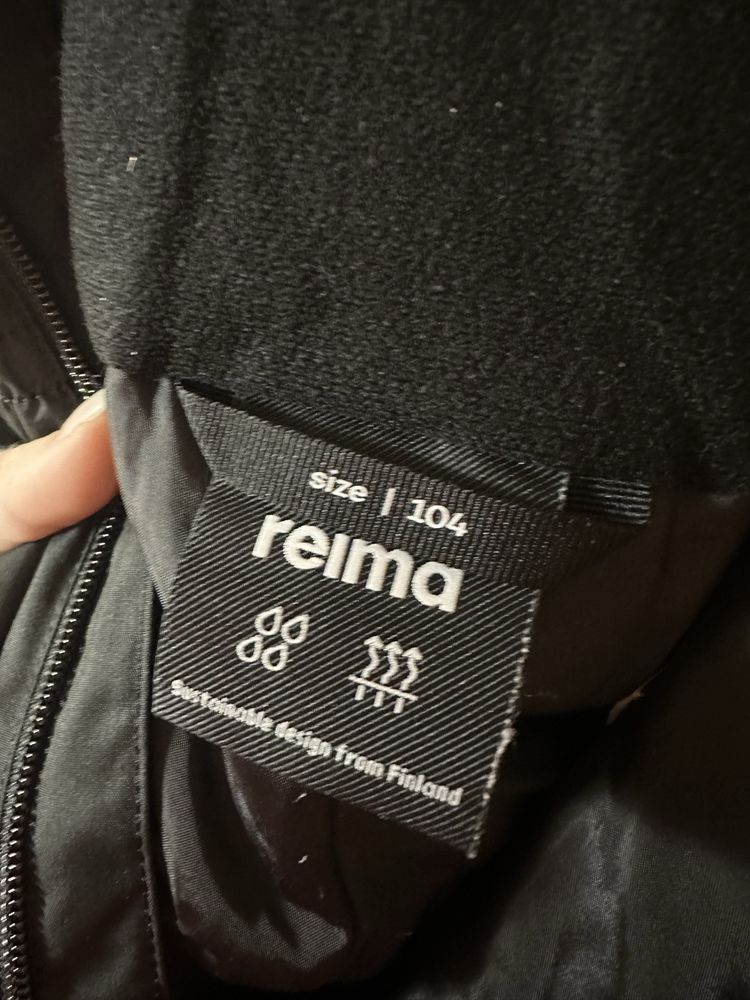 size | 104
reima
Sustainable design from Finland